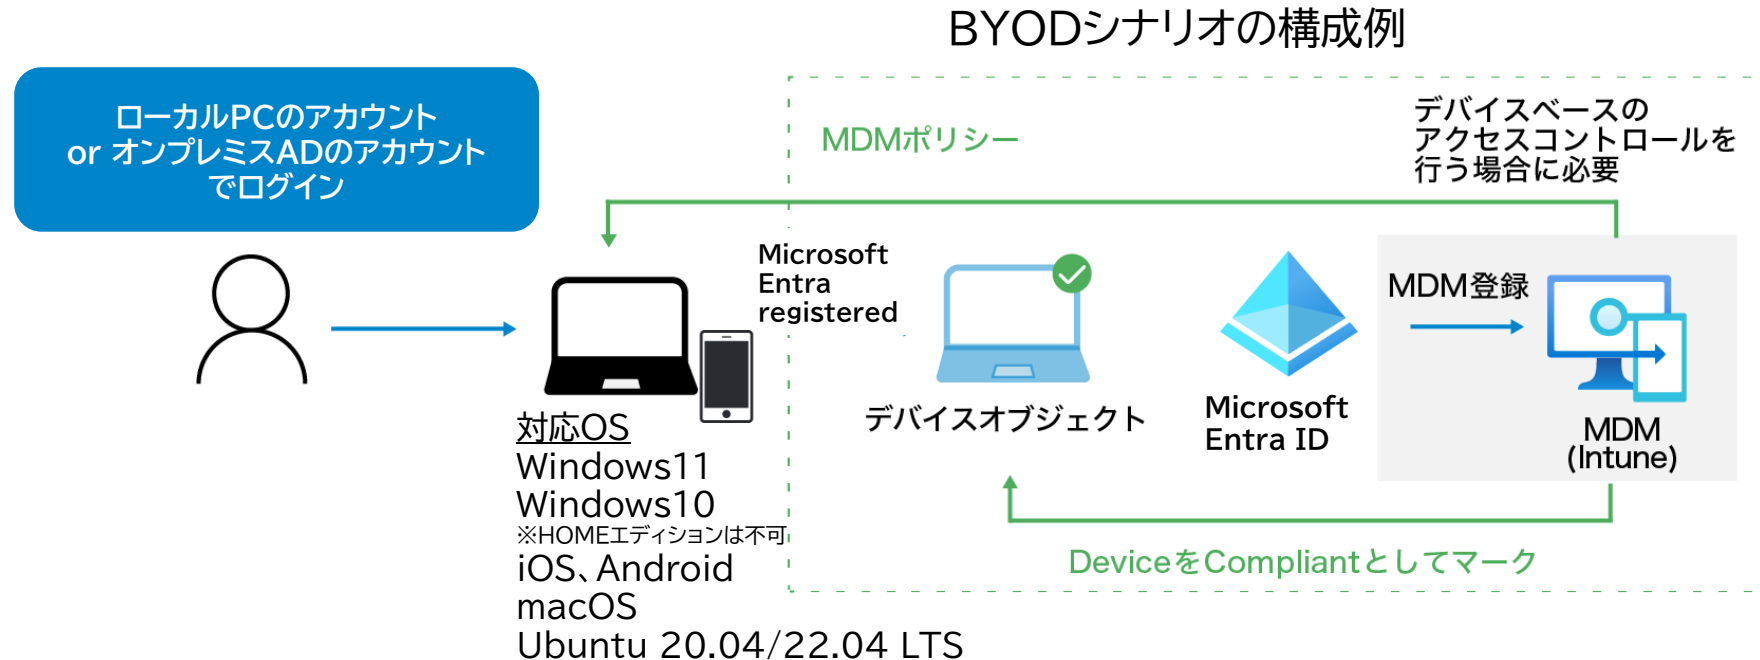 BYODシナリオの構成例
ローカルPCのアカウント
or オンプレミスADのアカウント
でログイン
MDMポリシー
デバイスベースの
アクセスコントロールを
行う場合に必要
Microsoft
Entra
registered
MDM登録
デバイスオブジェクト
Microsoft
Entra ID
MDM
(Intune)
対応OS
Windows11
Windows10
※HOMEエディションは不可
iOS、Android
macOS
Ubuntu 20.04/22.04 LTS
DeviceをCompliantとしてマーク